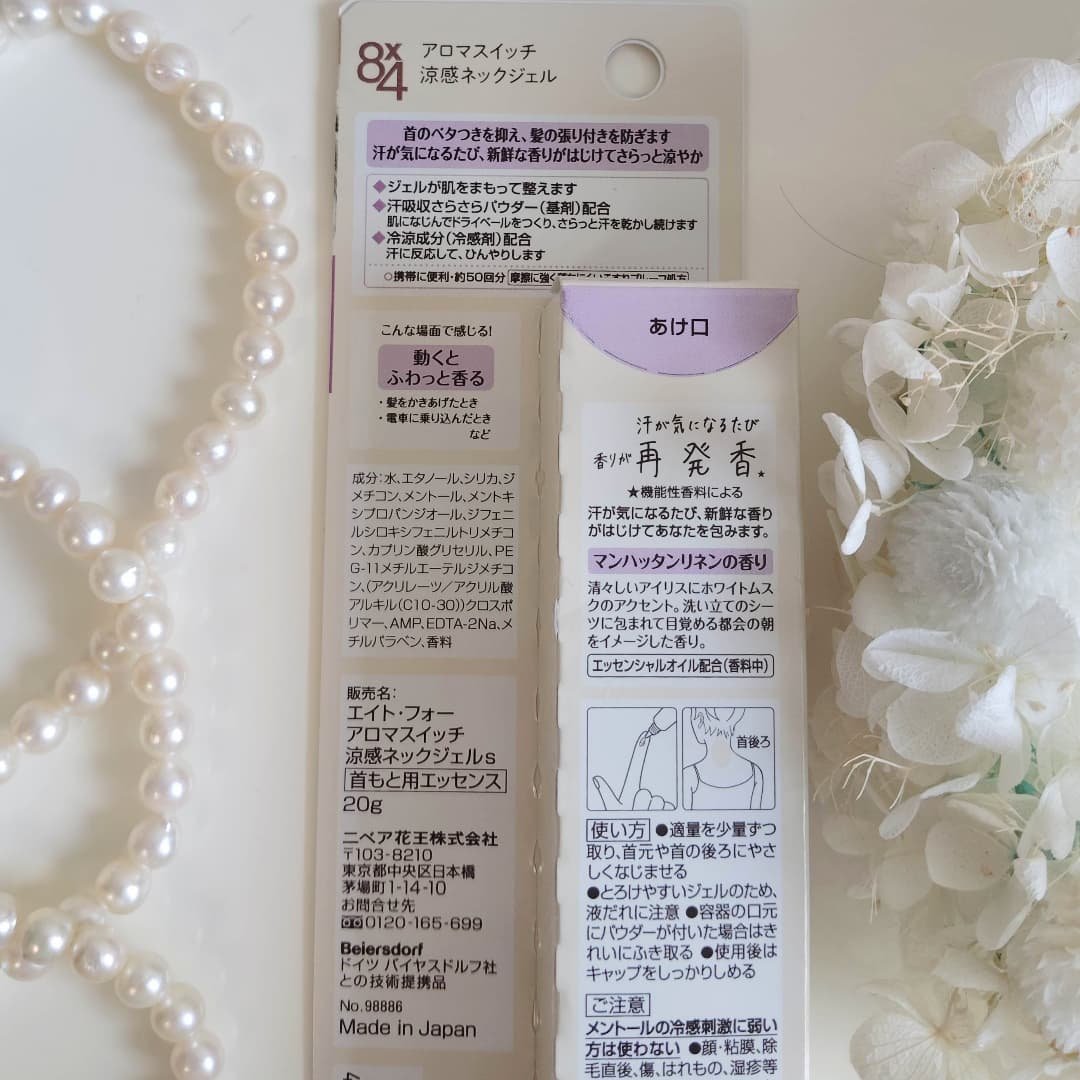 8x4
アロマスイッチ
涼感ネックジェル
首のベタつきを抑え、髪の張り付きを防ぎます
汗が気になるたび、新鮮な香りがはじけてさらっと涼やか
◆ジェルが肌をまもって整えます
◆汗吸収さらさらパウダー（基剤）配合
肌になじんでドライベールをつくり、さらっと汗を乾かし続けます
◆冷涼成分（冷感剤）配合
汗に反応して、ひんやりします
○携帯に便利・約50回分
こんな場面で感じる！
動くと
ふわっと香る
・髪をかきあげたとき
・電車に乗り込んだとき
など
成分：水、エタノール、シリカ、ジ
メチコン、メントール、メントキ
シプロパンジオール、ジフェニ
ルシロキシフェニルトリメチコ
ン、カプリン酸グリセリル、PE
G-11メチルエーテルジメチコ
ン、（アクリレーツ／アクリル酸
アルキル（C10-30））クロスポ
リマー、AMP、EDTA-2Na、メ
チルパラベン、香料
販売名：
エイト・フォー
アロマスイッチ
涼感ネックジェルs
首もと用エッセンス
20g
ニベア花王株式会社
〒103-8210
東京都中央区日本橋
茅場町1-14-10
お問合せ先
0120-165-699
Beiersdorf
ドイツ バイヤスドルフ社
との技術提携品
No.98886
Made in Japan
あけ口
汗が気になるたび
香りが再発香★
★機能性香料による
汗が気になるたび、新鮮な香り
がはじけてあなたを包みます。
マンハッタンリネンの香り
清々しいアイリスにホワイトムス
クのアクセント。洗い立てのシー
ツに包まれて目覚める都会の朝
をイメージした香り。
エッセンシャルオイル配合（香料中）
首後ろ
使い方 ●適量を少量ずつ
取り、首元や首の後ろにやさ
しくなじませる
●とろけやすいジェルのため、
液だれに注意 ●容器の口元
にパウダーが付いた場合はき
れいにふき取る ●使用後は
キャップをしっかりしめる
ご注意
メントールの冷感刺激に弱い
方は使わない ●顔・粘膜、除
毛直後、傷、はれもの、湿疹等